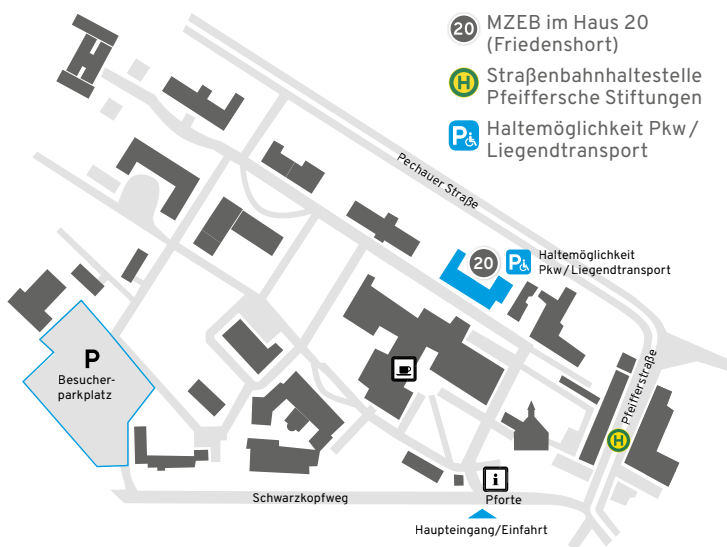 20 MZEB im Haus 20
(Friedenshort)
H Straßenbahnhaltestelle
Pfeiffersche Stiftungen
P Haltemöglichkeit Pkw/
Liegendtransport
Pechauer Straße
20
P
Haltemöglichkeit
Pkw/Liegendtransport
P
Besucher-
parkplatz
Pfeifferstraße
H
i
Pforte
Schwarzkopfweg
Haupteingang/Einfahrt